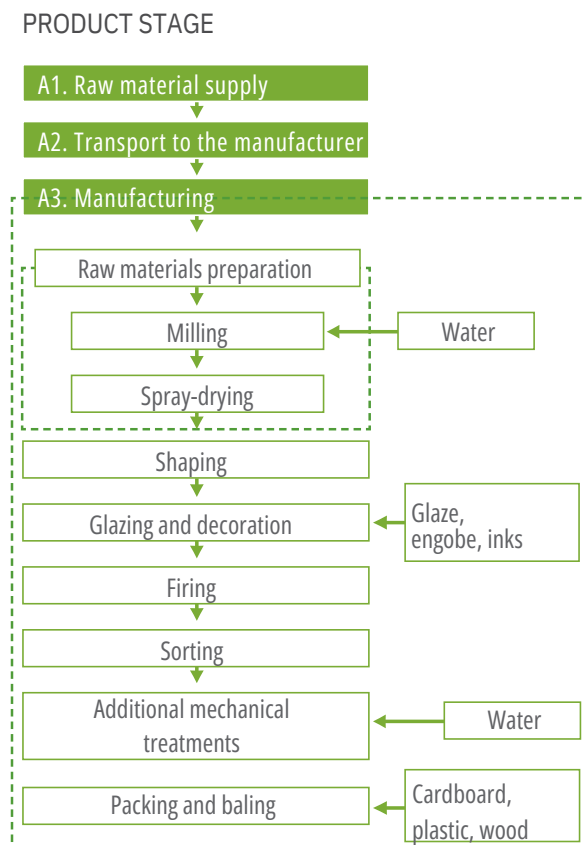 PRODUCT STAGE
A1. Raw material supply
A2. Transport to the manufacturer
A3. Manufacturing
Raw materials preparation
Milling
Water
Spray-drying
Shaping
Glazing and decoration
Glaze,
engobe, inks
Firing
Sorting
Additional mechanical
treatments
Water
Packing and baling
Cardboard,
plastic, wood